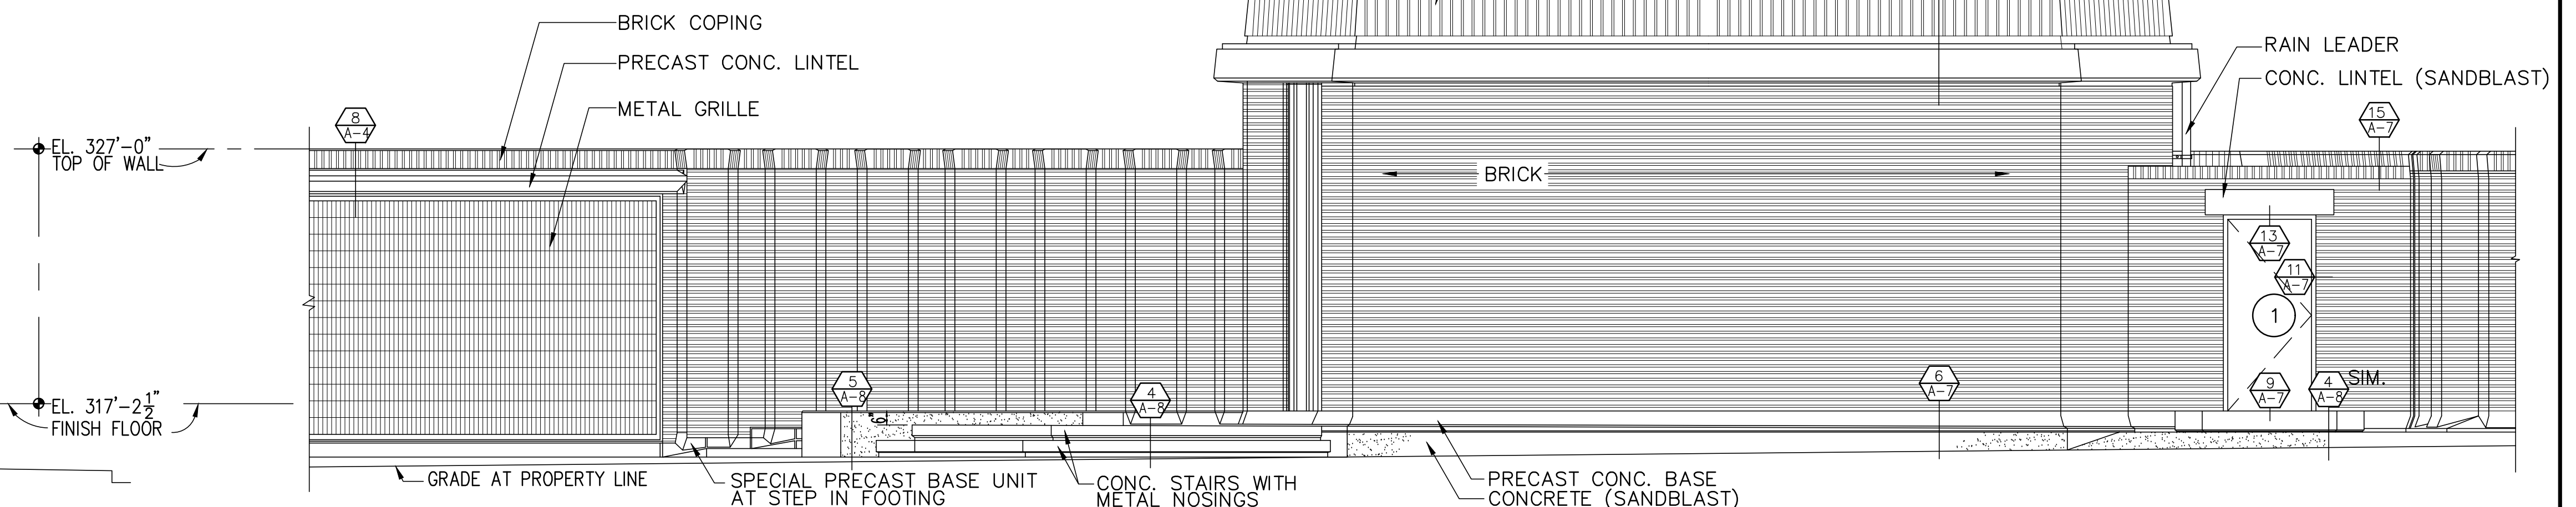 BRICK COPING
PRECAST CONC. LINTEL
METAL GRILLE
RAIN LEADER
CONC. LINTEL (SANDBLAST)
8
A-4
15
A-7
EL. 327'-0"
TOP OF WALL
BRICK
13
A-7
11
A-7
1
5
A-8
4
A-8
6
A-7
9
A-7
4
A-8
SIM.
EL. 317'-2 1/2"
FINISH FLOOR
GRADE AT PROPERTY LINE
SPECIAL PRECAST BASE UNIT
AT STEP IN FOOTING
CONC. STAIRS WITH
METAL NOSINGS
PRECAST CONC. BASE
CONCRETE (SANDBLAST)